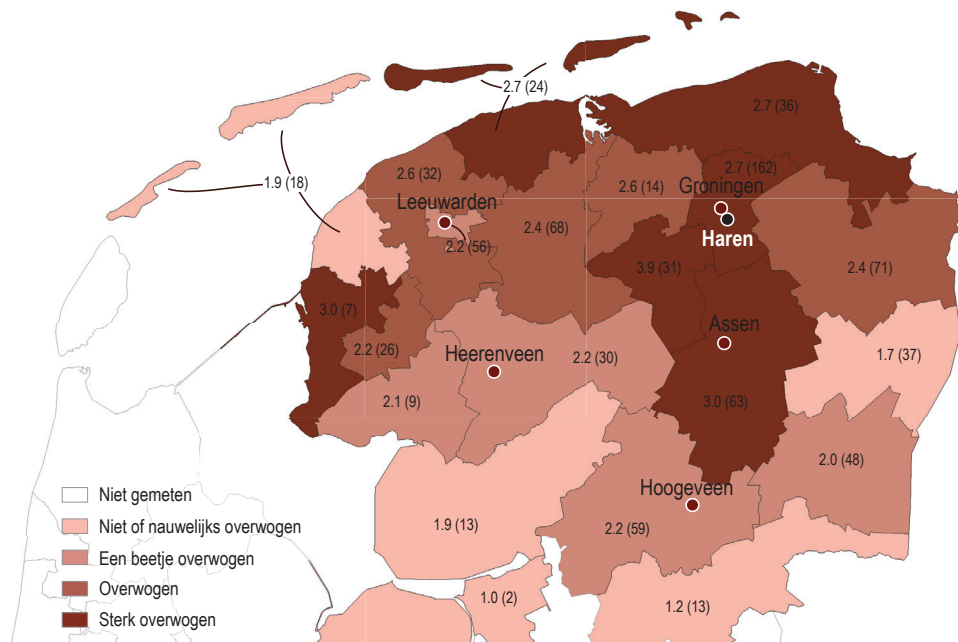 2.7 (24)
2.7 (36)
1.9 (18)
2.6 (32)
2.6 (14)
2.7 (162)
Groningen
Leeuwarden
Haren
2.2 (56)
2.4 (68)
3.9 (31)
2.4 (71)
3.0 (7)
Assen
2.2 (26)
Heerenveen
2.2 (30)
1.7 (37)
2.1 (9)
3.0 (63)
2.0 (48)
Hoogeveen
1.9 (13)
2.2 (59)
1.0 (2)
1.2 (13)
Niet gemeten
Niet of nauwelijks overwogen
Een beetje overwogen
Overwogen
Sterk overwogen